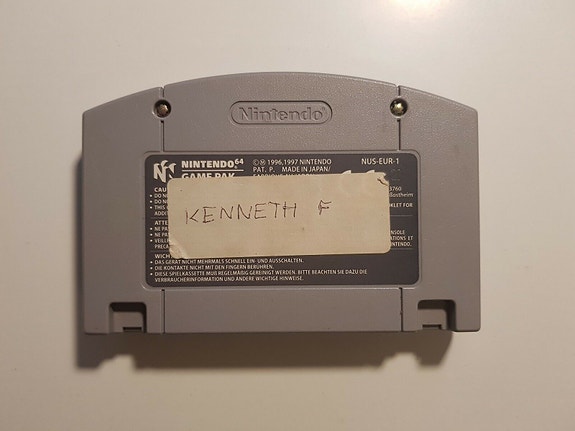 Nintendo®
NINTENDO64
GAME PAK
© Ⓜ 1996,1997 NINTENDO
PAT. P. MADE IN JAPAN/
NUS-EUR-1
3760
KENNETH F
WICH
• DAS GERÄT NICHT MEHRMALS SCHNELL EIN- UND AUSSCHALTEN.
• DIE KONTAKTE NICHT MIT DEN FINGERN BERÜHREN.
• DIESE SPIELKASSETTE MUß REGELMÄßIG GEREINIGT WERDEN. BITTE BEACHTEN SIE DAZU DIE
VERBRAUCHERINFORMATION UND ANDERE WICHTIGE HINWEISE.